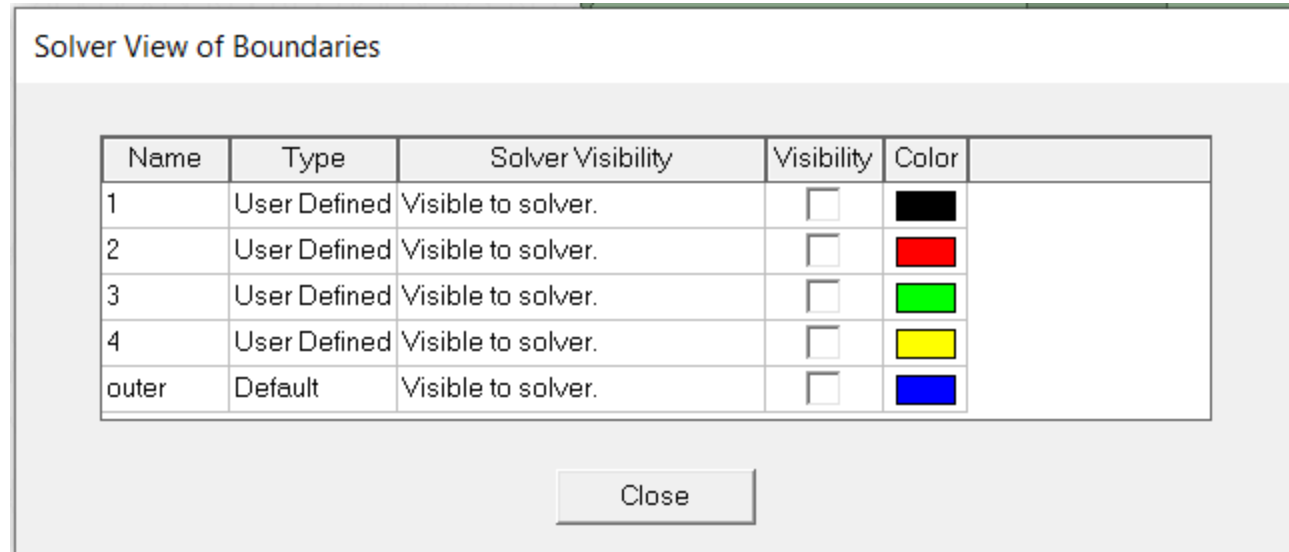 Solver View of Boundaries
Name Type Solver Visibility Visibility Color
1 User Defined Visible to solver.
2 User Defined Visible to solver.
3 User Defined Visible to solver.
4 User Defined Visible to solver.
outer Default Visible to solver.
Close